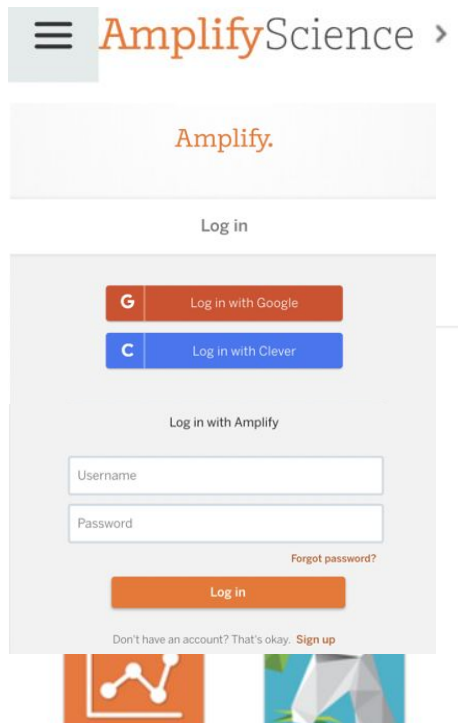 AmplifyScience >
Amplify.
Log in
G Log in with Google
C Log in with Clever
Log in with Amplify
Username
Password
Forgot password?
Log in
Don't have an account? That's okay. Sign up